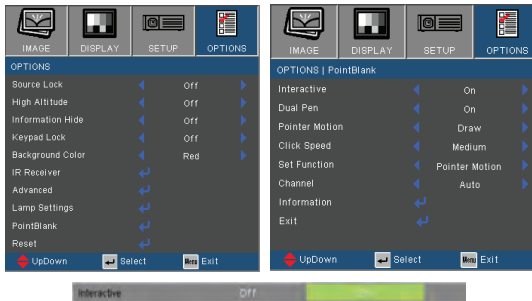 IMAGE DISPLAY SETUP OPTIONS
OPTIONS
Source Lock Off
High Altitude Off
Information Hide Off
Keypad Lock Off
Background Color Red
IR Receiver
Advanced
Lamp Settings
PointBlank
Reset
UpDown Select Menu Exit
IMAGE DISPLAY SETUP OPTIONS
OPTIONS | PointBlank
Interactive On
Dual Pen On
Pointer Motion Draw
Click Speed Medium
Set Function Pointer Motion
Channel Auto
Information
Exit
UpDown Select Menu Exit
Interactive Off